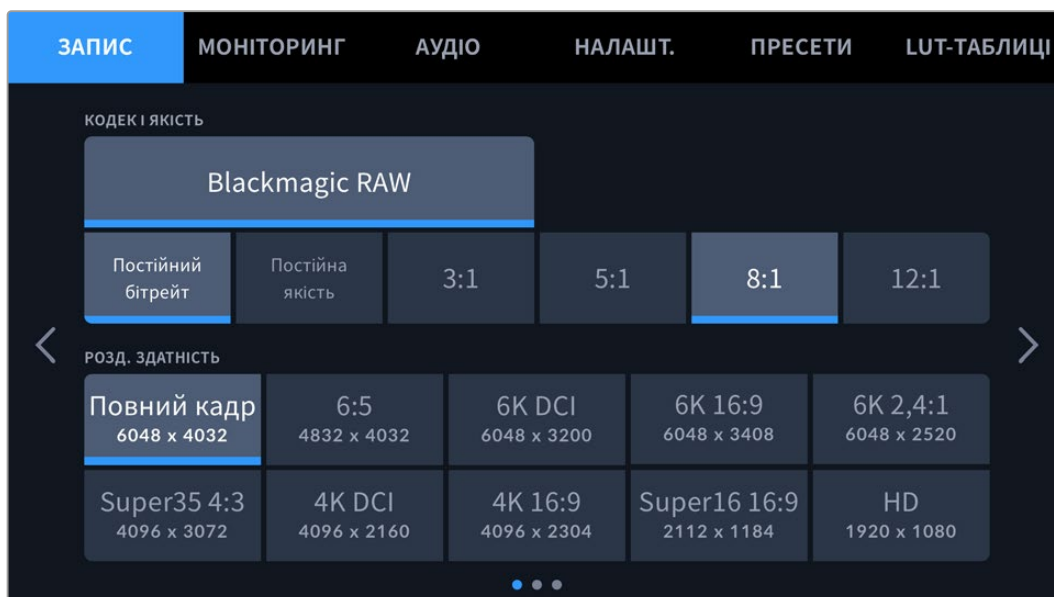 ЗАПИС МОНІТОРИНГ АУДІО НАЛАШТ. ПРЕСЕТИ LUT-ТАБЛИЦІ
КОДЕК І ЯКІСТЬ
Blackmagic RAW
Постійний бітрейт Постійна якість 3:1 5:1 8:1 12:1
РОЗД. ЗДАТНІСТЬ
Повний кадр 6:5 6K DCI 6K 16:9 6K 2,4:1
6048 x 4032 4832 x 4032 6048 x 3200 6048 x 3408 6048 x 2520
Super35 4:3 4K DCI 4K 16:9 Super16 16:9 HD
4096 x 3072 4096 x 2160 4096 x 2304 2112 x 1184 1920 x 1080